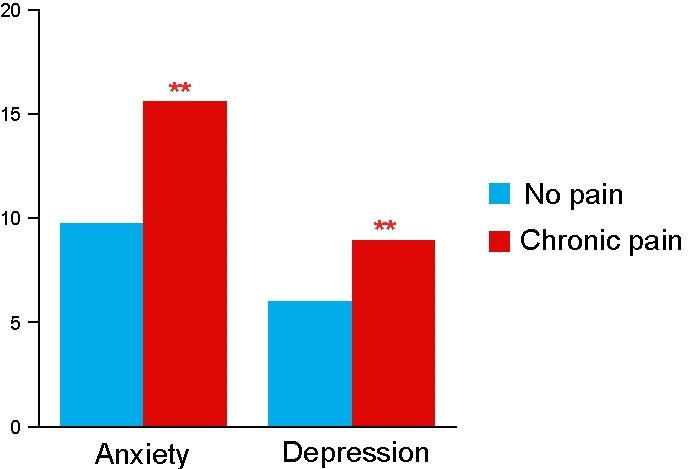 20
15
10
5
0
**
**
Anxiety
Depression
No pain
Chronic pain